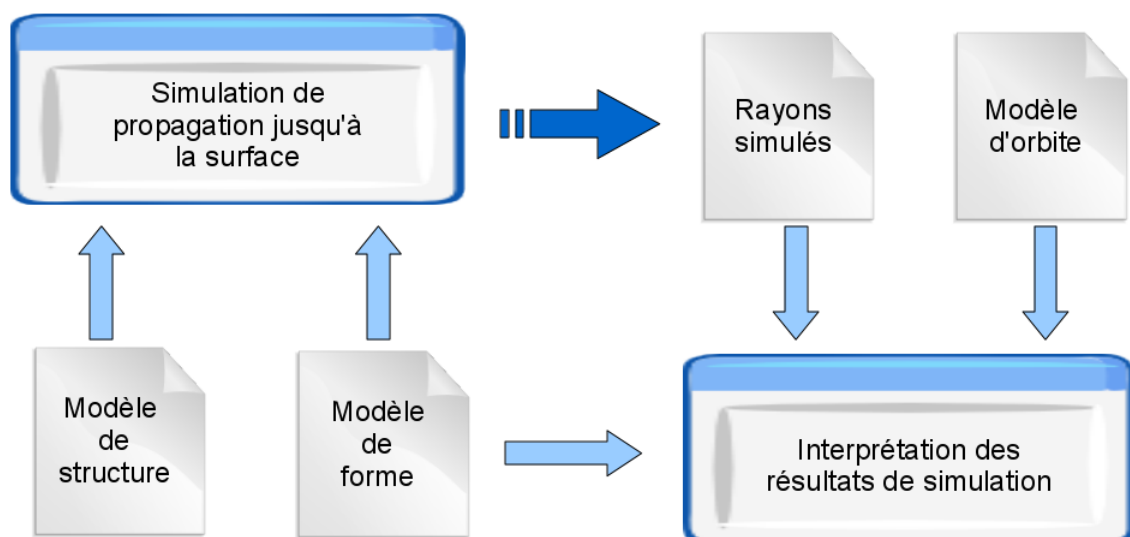 Simulation de
propagation jusqu'à
la surface
Rayons
simulés
Modèle
d'orbite
Modèle
de
structure
Modèle
de
forme
Interprétation des
résultats de simulation